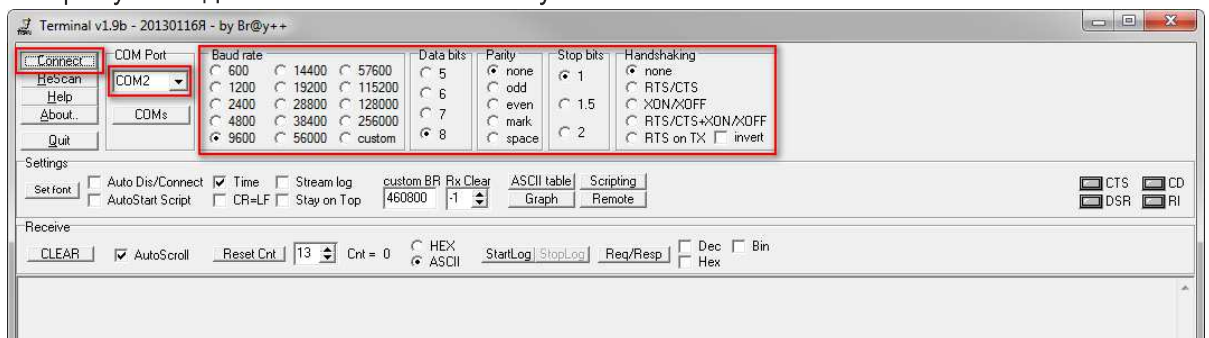 Terminal v1.9b - 20130116Я - by Br@y++
Connect
ReScan
Help
About..
Quit
COM Port
COM2
COMs
Baud rate
600 14400 57600
1200 19200 115200
2400 28800 128000
4800 38400 256000
9600 56000 custom
Data bits
5
6
7
8
Parity
none
odd
even
mark
space
Stop bits
1
1.5
2
Handshaking
none
RTS/CTS
XON/XOFF
RTS/CTS+XON/XOFF
RTS on TX invert
Settings
Set font
Auto Dis/Connect Time Stream log
AutoStart Script CR=LF Stay on Top
custom BR Rx Clear
460800 -1
ASCII table Scripting
Graph Remote
CTS CD
DSR RI
Receive
CLEAR AutoScroll Reset Cnt 13 Cnt = 0
HEX
ASCII
StartLog StopLog Req/Resp
Dec Bin
Hex